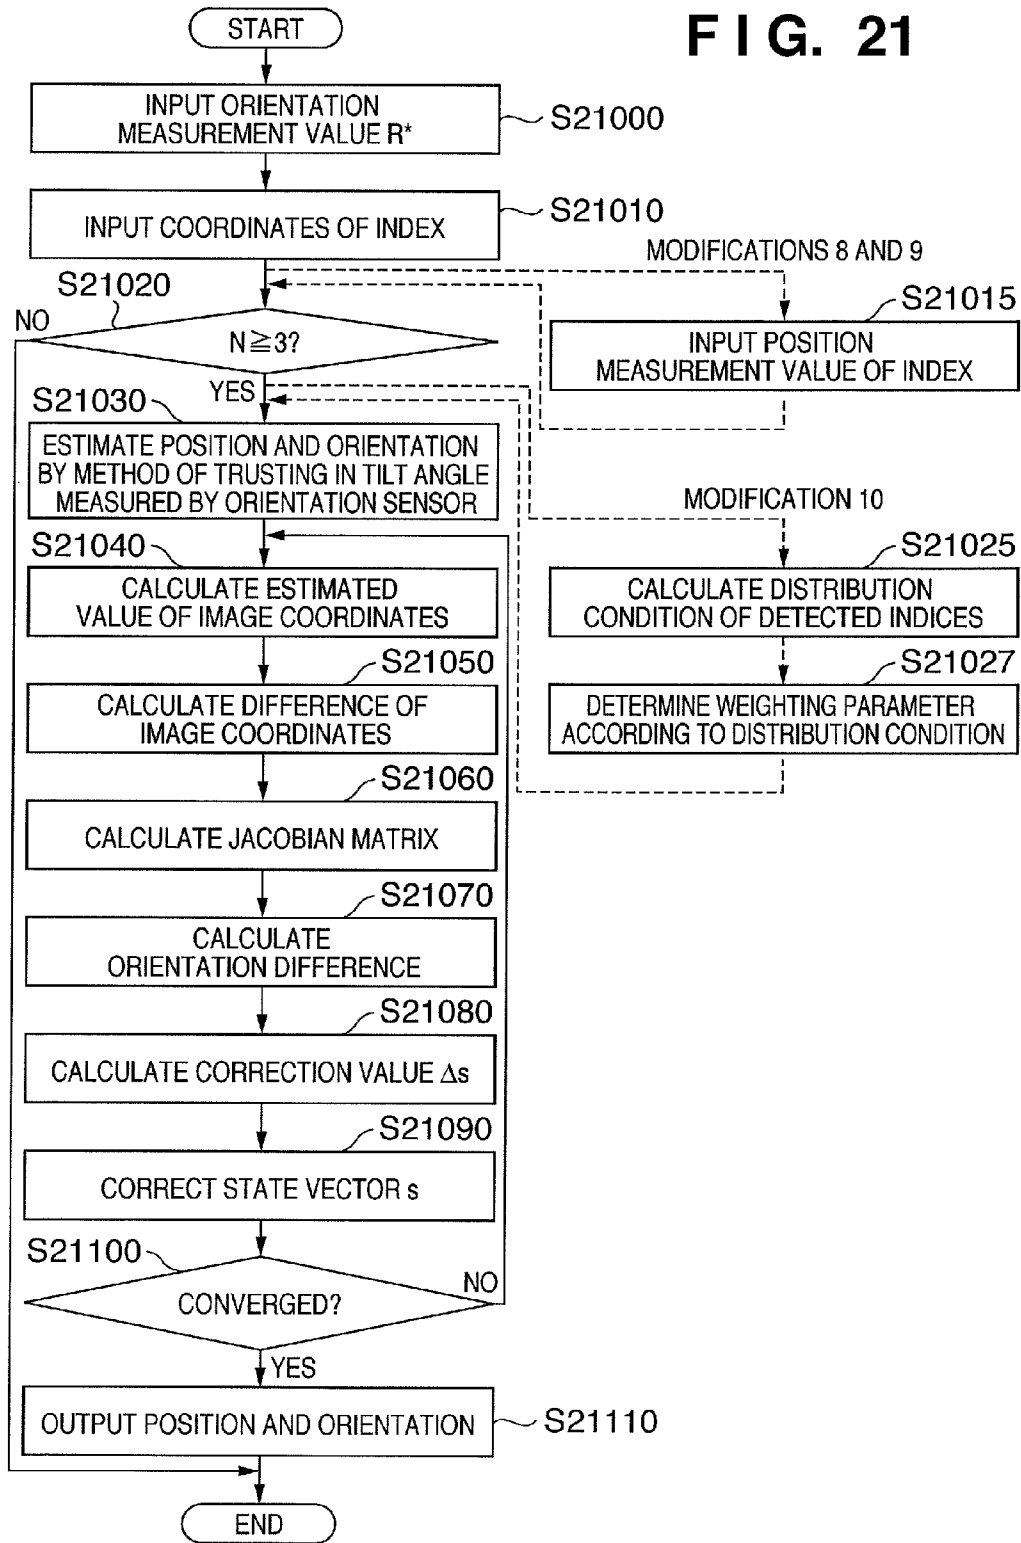 FIG. 21
START
INPUT ORIENTATION
MEASUREMENT VALUE R*
S21000
INPUT COORDINATES OF INDEX
S21010
MODIFICATIONS 8 AND 9
S21015
INPUT POSITION
MEASUREMENT VALUE OF INDEX
S21020
NO
N≧3?
YES
S21030
ESTIMATE POSITION AND ORIENTATION
BY METHOD OF TRUSTING IN TILT ANGLE
MEASURED BY ORIENTATION SENSOR
MODIFICATION 10
S21025
CALCULATE DISTRIBUTION
CONDITION OF DETECTED INDICES
S21027
DETERMINE WEIGHTING PARAMETER
ACCORDING TO DISTRIBUTION CONDITION
S21040
CALCULATE ESTIMATED
VALUE OF IMAGE COORDINATES
S21050
CALCULATE DIFFERENCE OF
IMAGE COORDINATES
S21060
CALCULATE JACOBIAN MATRIX
S21070
CALCULATE
ORIENTATION DIFFERENCE
S21080
CALCULATE CORRECTION VALUE Δs
S21090
CORRECT STATE VECTOR s
S21100
CONVERGED?
NO
YES
OUTPUT POSITION AND ORIENTATION
S21110
END